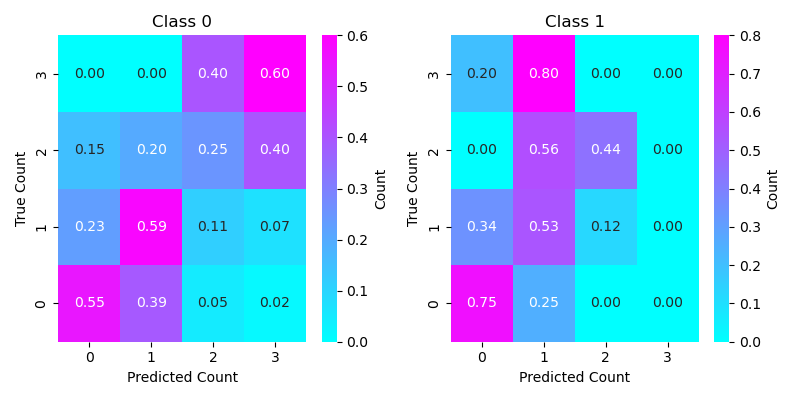 Class 0
3 0.00 0.00 0.40 0.60
2 0.15 0.20 0.25 0.40
1 0.23 0.59 0.11 0.07
0 0.55 0.39 0.05 0.02
0 1 2 3
Predicted Count
True Count
0.6
0.5
0.4
0.3
0.2
0.1
0.0
Count
Class 1
3 0.20 0.80 0.00 0.00
2 0.00 0.56 0.44 0.00
1 0.34 0.53 0.12 0.00
0 0.75 0.25 0.00 0.00
0 1 2 3
Predicted Count
True Count
0.8
0.7
0.6
0.5
0.4
0.3
0.2
0.1
0.0
Count